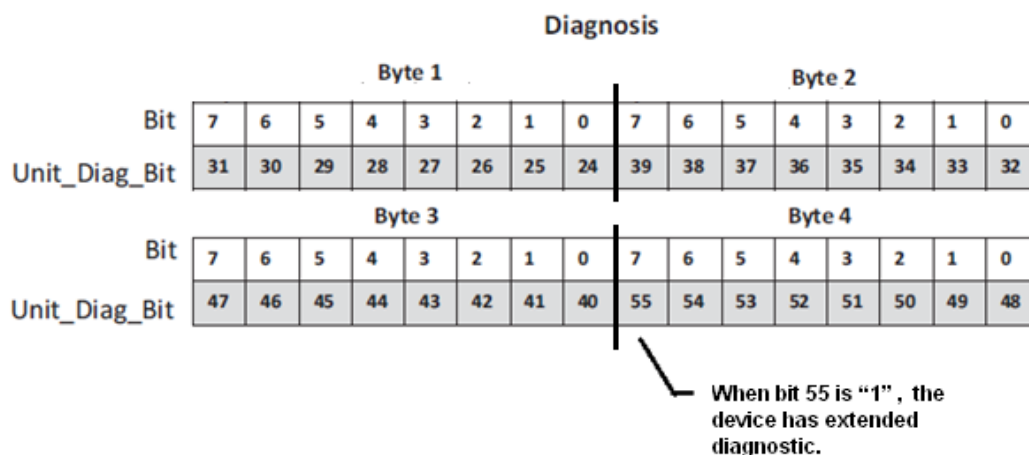 Diagnosis
Byte 1 Byte 2
Bit 7 6 5 4 3 2 1 0 7 6 5 4 3 2 1 0
Unit_Diag_Bit 31 30 29 28 27 26 25 24 39 38 37 36 35 34 33 32
Byte 3 Byte 4
Bit 7 6 5 4 3 2 1 0 7 6 5 4 3 2 1 0
Unit_Diag_Bit 47 46 45 44 43 42 41 40 55 54 53 52 51 50 49 48
When bit 55 is “1” , the
device has extended
diagnostic.